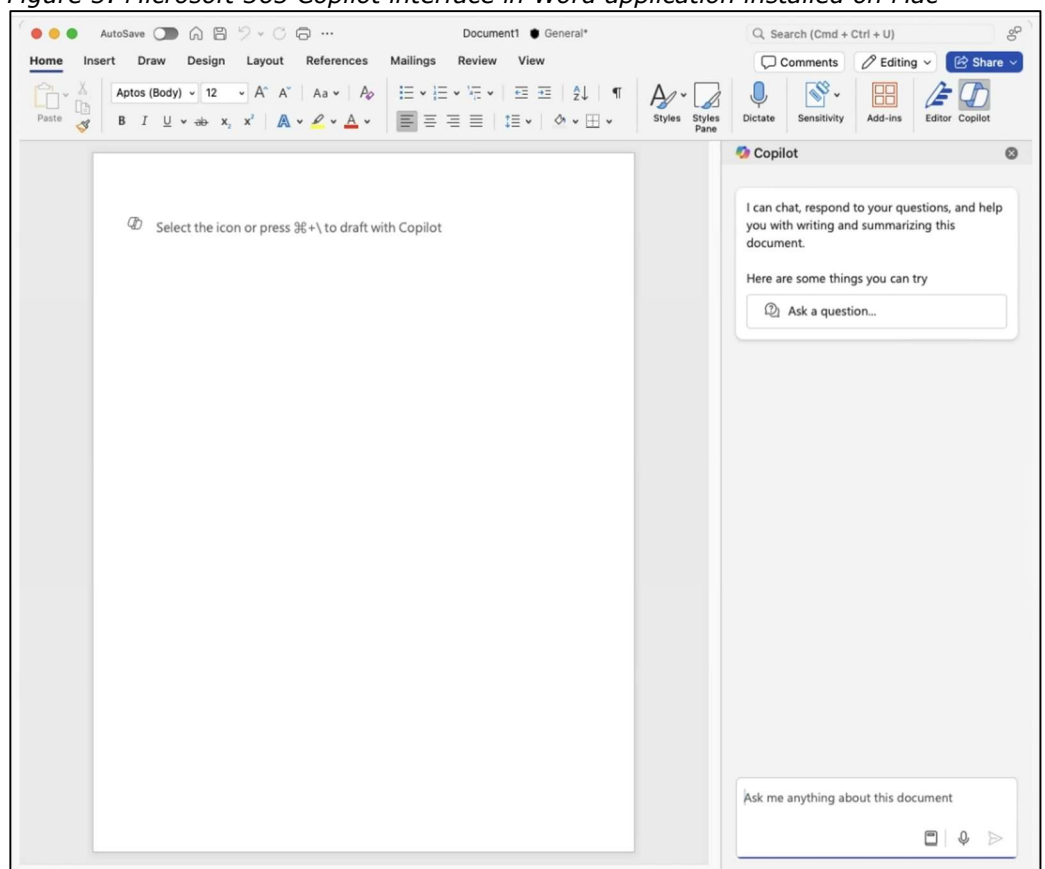 Figure 3: Microsoft 365 Copilot interface in Word application installed on Mac
AutoSave Document1 General* Search (Cmd + Ctrl + U)
Home Insert Draw Design Layout References Mailings Review View Comments Editing Share
Aptos (Body) 12 A A Aa A
Paste B I U ab x₂ x² A A Styles Styles Pane Dictate Sensitivity Add-ins Editor Copilot
Copilot
Select the icon or press ⌘+\ to draft with Copilot
I can chat, respond to your questions, and help
you with writing and summarizing this
document.
Here are some things you can try
Ask a question...
Ask me anything about this document